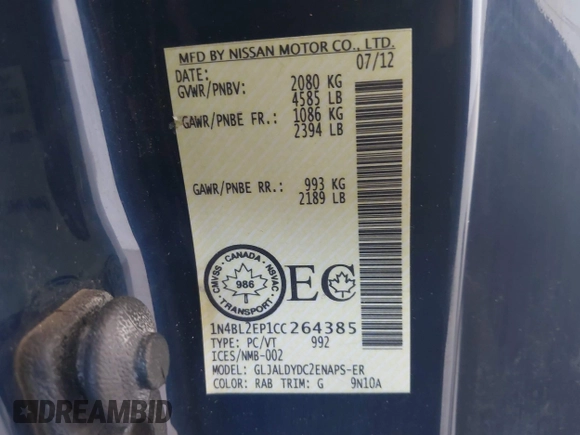 MFD BY NISSAN MOTOR CO., LTD.
DATE: 07/12
GVWR/PNBV: 2080 KG
4585 LB
GAWR/PNBE FR.: 1086 KG
2394 LB
GAWR/PNBE RR.: 993 KG
2189 LB
CANADA
CMVSS NSVAC
986
TRANSPORT
EC
1N4BL2EP1CC264385
TYPE: PC/VT 992
ICES/NMB-002
MODEL: GLJALDYDC2ENAPS-ER
COLOR: RAB TRIM: G 9N10A
DREAMBID